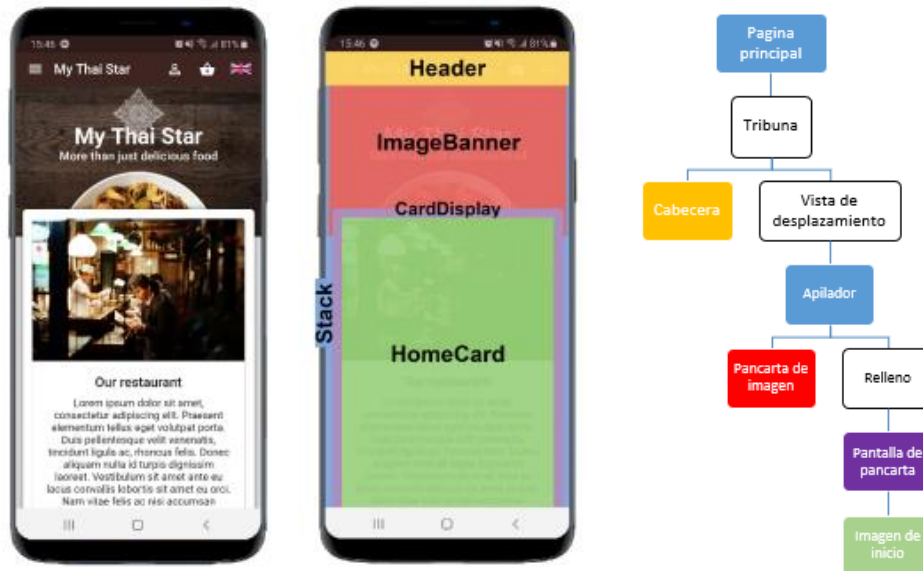 15:46
81%
My Thai Star
My Thai Star
More than just delicious food
Our restaurant
Lorem ipsum dolor sit amet,
consectetur adipiscing elit. Praesent
elementum tellus eget volutpat porta.
Duis pellentesque velit venenatis,
tincidunt ligula ac, rhoncus felis. Donec
aliquam nulla id turpis dignissim
laoreet. Vestibulum sit amet ante eu
lacus convallis lobortis sit amet eu orci.
Nam vitae felis ac nisi accumsan
15:46
81%
Header
ImageBanner
CardDisplay
Stack
HomeCard
Pagina
principal
Tribuna
Cabecera
Vista de
desplazamiento
Apilador
Pancarta de
imagen
Relleno
Pantalla de
pancarta
Imagen de
inicio